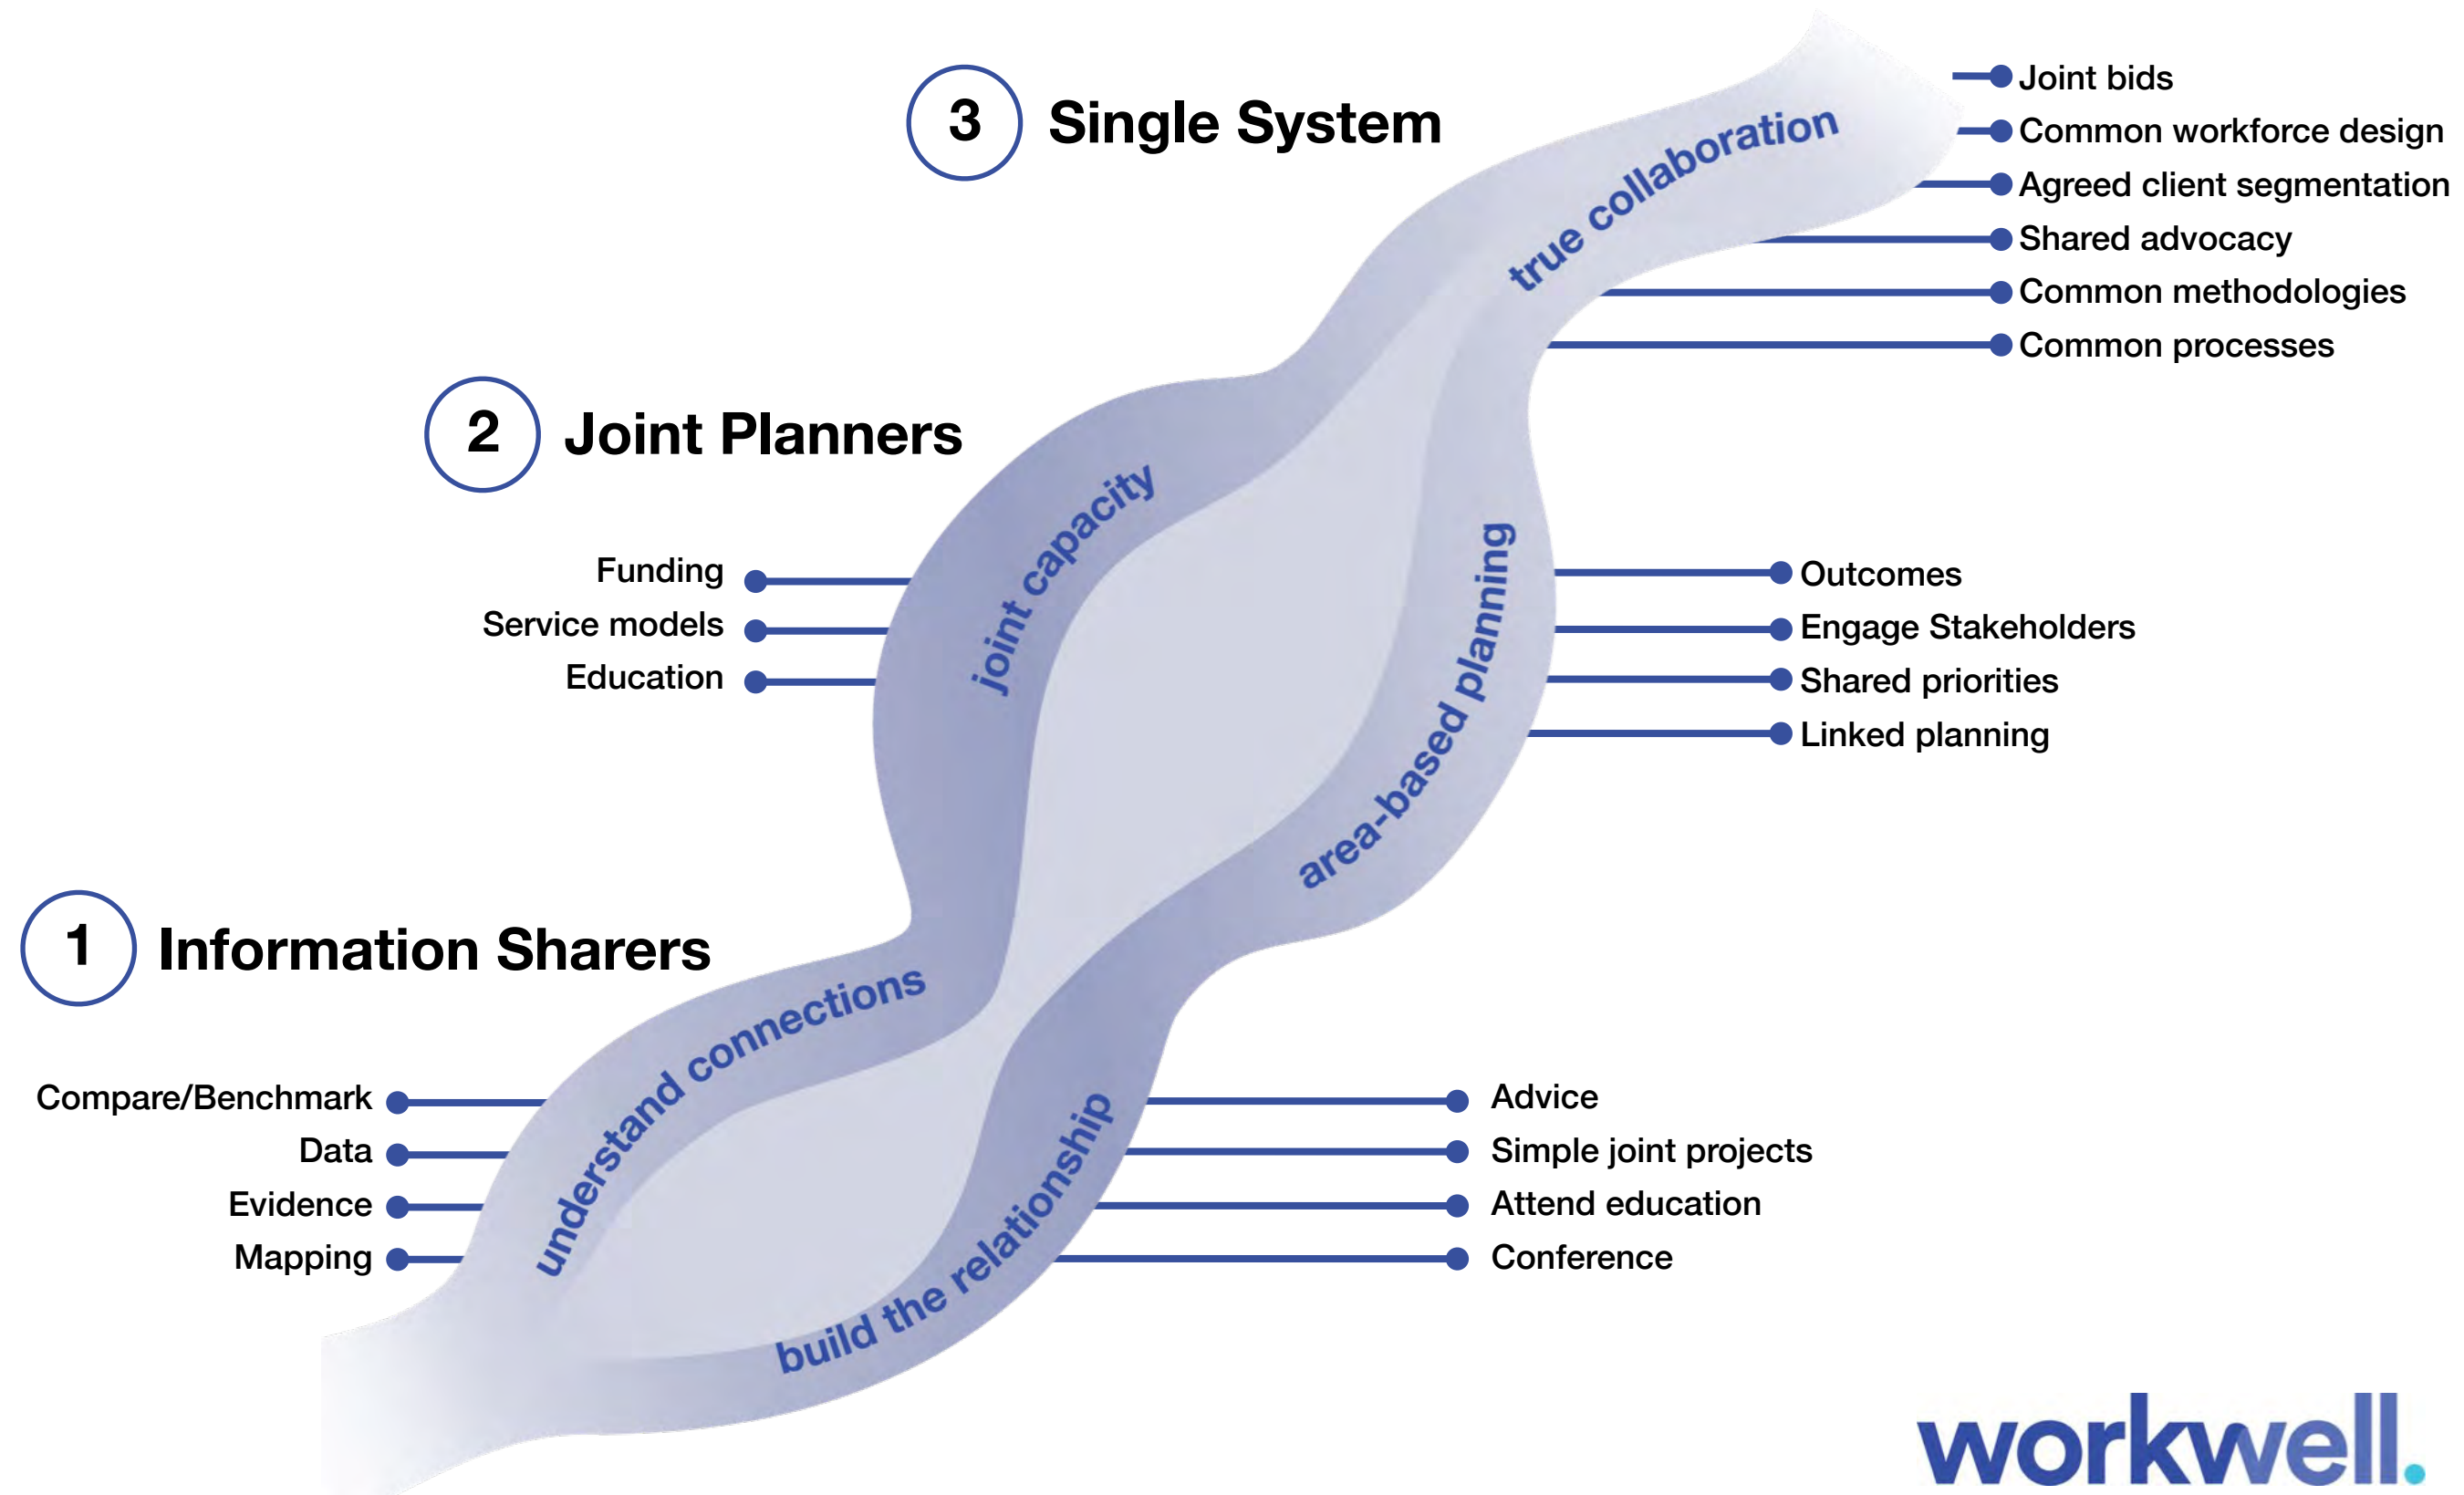 3 Single System
true collaboration
Joint bids
Common workforce design
Agreed client segmentation
Shared advocacy
Common methodologies
Common processes
2 Joint Planners
joint capacity
Funding
Service models
Education
area-based planning
Outcomes
Engage Stakeholders
Shared priorities
Linked planning
1 Information Sharers
understand connections
Compare/Benchmark
Data
Evidence
Mapping
build the relationship
Advice
Simple joint projects
Attend education
Conference
workwell.